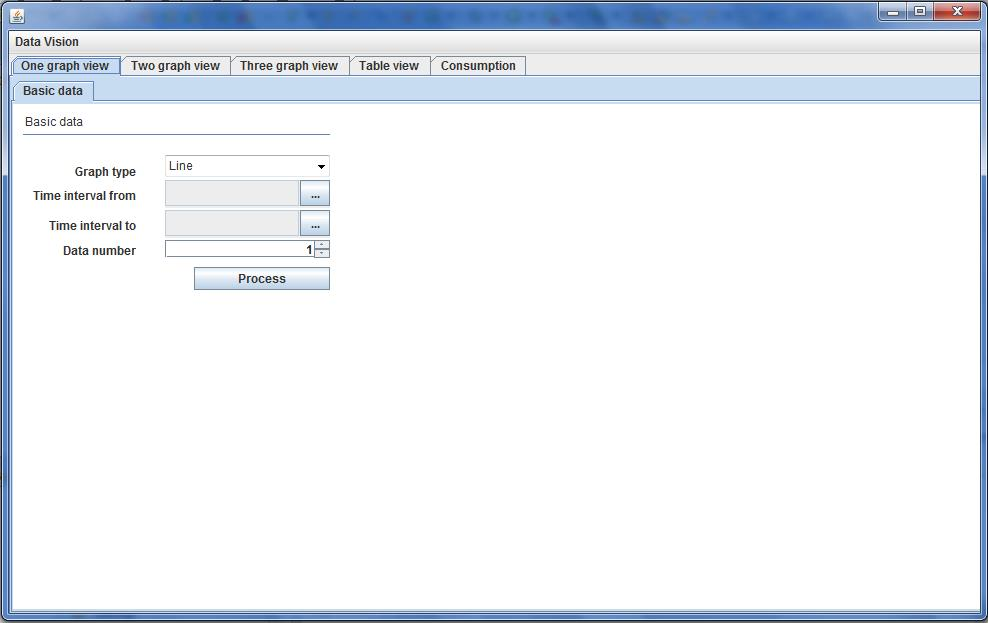 Data Vision
One graph view Two graph view Three graph view Table view Consumption
Basic data
Basic data
Graph type Line
Time interval from ...
Time interval to ...
Data number 1
Process